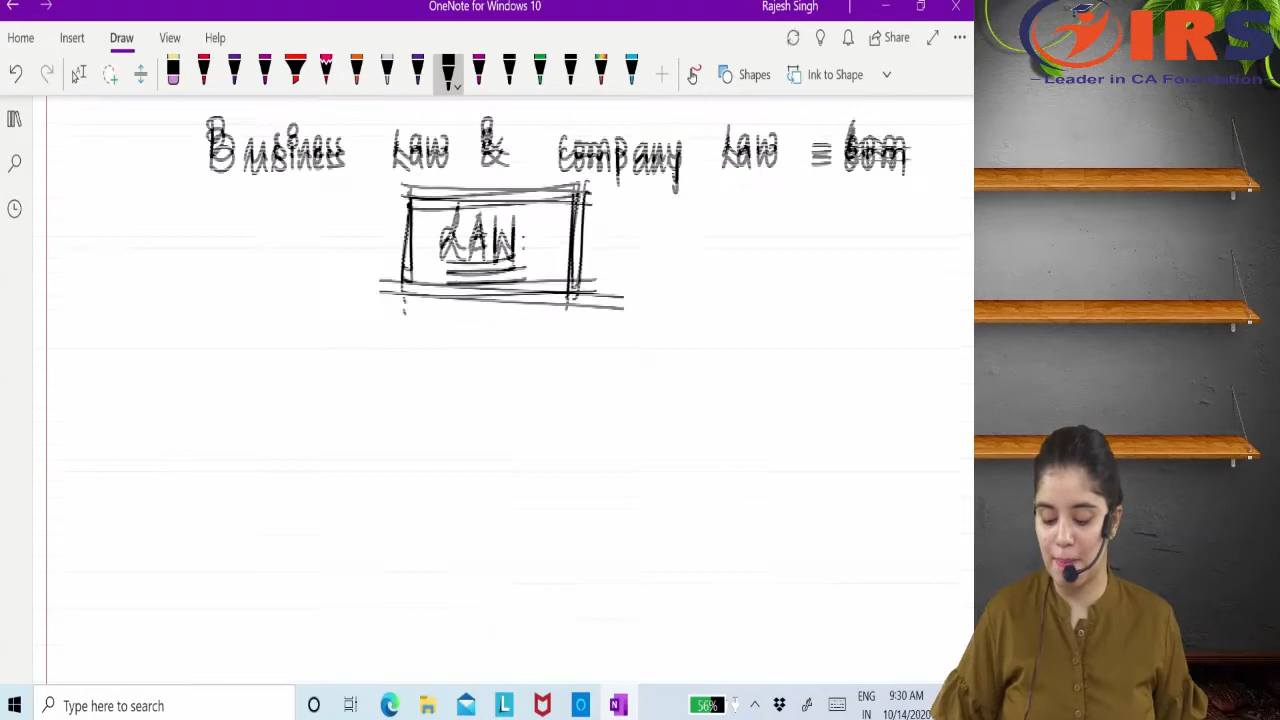 OneNote for Windows 10
Rajesh Singh
Home Insert Draw View Help
Share
Shapes
Ink to Shape
IRS
Leader in CA Foundation
Business Law & Company Law = 60m
LAW:
Type here to search
56%
ENG
IN
9:30 AM
10/14/2020